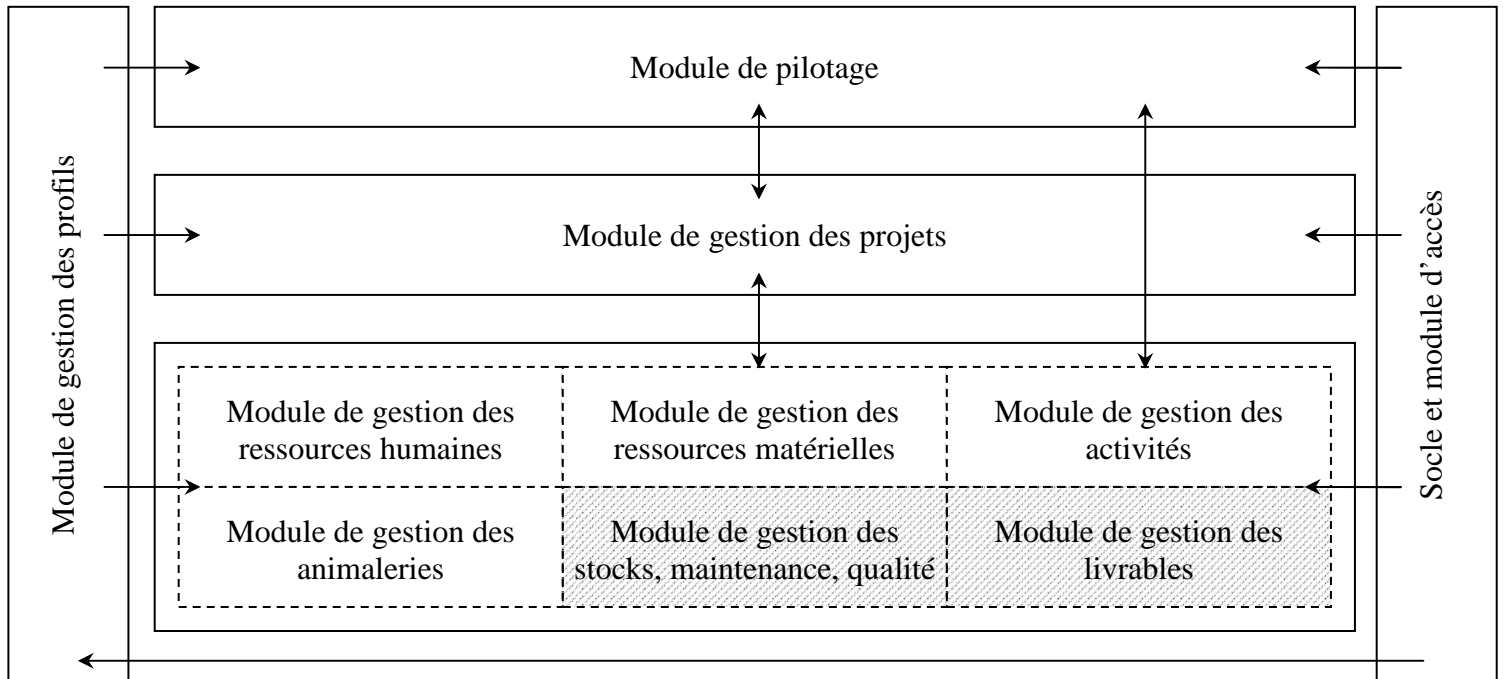 Module de pilotage
Module de gestion des projets
Module de gestion des profils
Socle et module d’accès
Module de gestion des
ressources humaines
Module de gestion des
ressources matérielles
Module de gestion des
activités
Module de gestion des
animaleries
Module de gestion des
stocks, maintenance, qualité
Module de gestion des
livrables